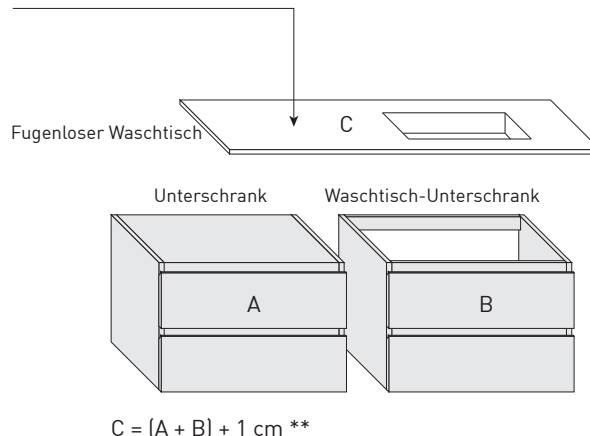 C
Fugenloser Waschtisch
Unterschrank Waschtisch-Unterschrank
A B
C = (A + B) + 1 cm **